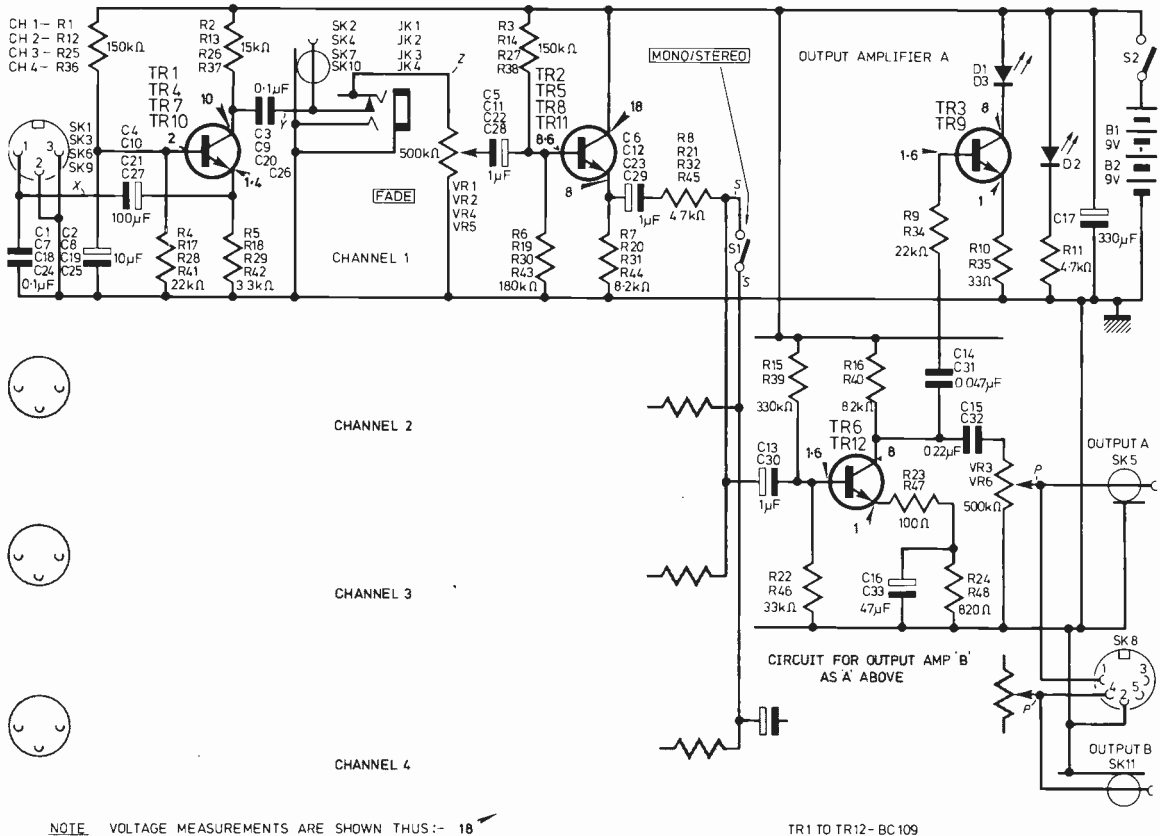 CH 1 - R1
CH 2 - R12
CH 3 - R25
CH 4 - R36
150kΩ
R2
R13
R26
R37
15kΩ
TR1
TR4
TR7
TR10
10
2
1·4
SK1
SK3
SK6
SK9
1
2
3
X
C4
C10
C21
C27
100µF
C1
C7
C18
C24
0·1µF
C2
C8
C19
C25
10µF
R4
R17
R28
R41
22kΩ
R5
R18
R29
R42
3·3kΩ
0·1µF
C3
C9
C20
C26
Y
SK2
SK4
SK7
SK10
JK1
JK2
JK3
JK4
Z
500kΩ
FADE
VR1
VR2
VR4
VR5
CHANNEL 1
C5
C11
C22
C28
1µF
R3
R14
R27
R38
150kΩ
TR2
TR5
TR8
TR11
18
8·6
8
R6
R19
R30
R43
180kΩ
C6
C12
C23
C29
1µF
R7
R20
R31
R44
8·2kΩ
R8
R21
R32
R45
4·7kΩ
MONO/STEREO
S
S1
S
OUTPUT AMPLIFIER A
D1
D3
TR3
TR9
8
1·6
1
R9
R34
22kΩ
R10
R35
33Ω
D2
R11
4·7kΩ
C17
330µF
S2
B1
9V
B2
9V
CHANNEL 2
CHANNEL 3
CHANNEL 4
R15
R39
330kΩ
R16
R40
82kΩ
C14
C31
0·047µF
C15
C32
0·22µF
TR6
TR12
1·6
8
1
C13
C30
1µF
R23
R47
100Ω
VR3
VR6
500kΩ
P
OUTPUT A
SK5
R22
R46
33kΩ
C16
C33
47µF
R24
R48
820Ω
CIRCUIT FOR OUTPUT AMP 'B'
AS 'A' ABOVE
P
SK8
1
3
4
5
2
OUTPUT B
SK11
NOTE VOLTAGE MEASUREMENTS ARE SHOWN THUS:- 18
TR1 TO TR12 - BC109